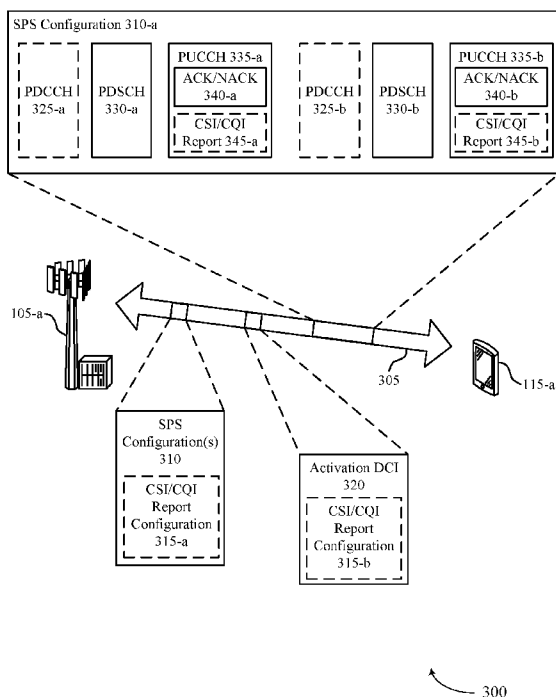 SPS Configuration 310-a
PDCCH
325-a
PDSCH
330-a
PUCCH 335-a
ACK/NACK
340-a
CSI/CQI
Report 345-a
PDCCH
325-b
PDSCH
330-b
PUCCH 335-b
ACK/NACK
340-b
CSI/CQI
Report 345-b
105-a
305
115-a
SPS
Configuration(s)
310
CSI/CQI
Report
Configuration
315-a
Activation DCI
320
CSI/CQI
Report
Configuration
315-b
300